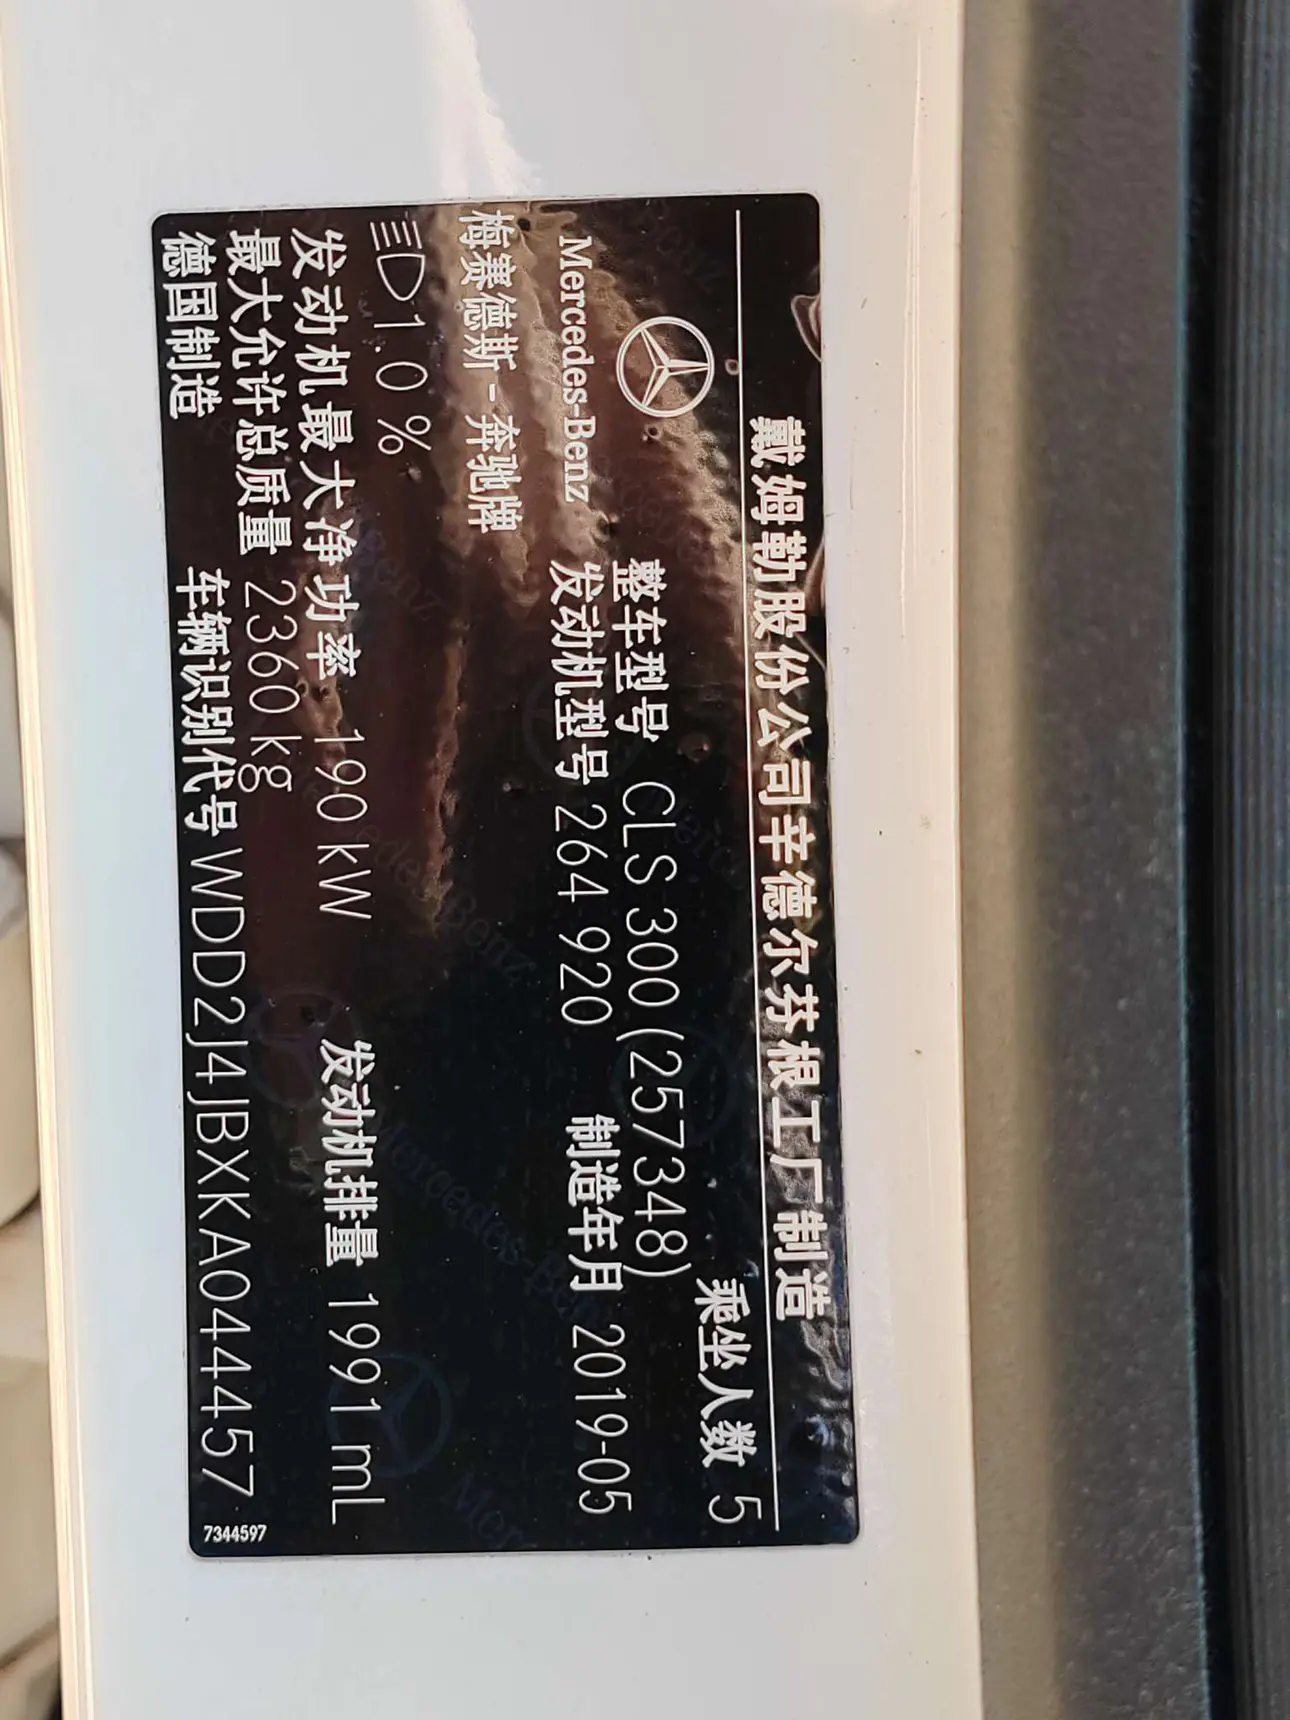 戴姆勒股份公司辛德尔芬根工厂制造
乘坐人数 5
Mercedes-Benz
整车型号 CLS 300 (257348)
发动机型号 264 920 制造年月 2019-05
梅赛德斯-奔驰牌
1.0%
发动机最大净功率 190 kW 发动机排量 1991 mL
最大允许总质量 2360 kg
德国制造 车辆识别代号 WDD2J4JBXKA044457
7344597